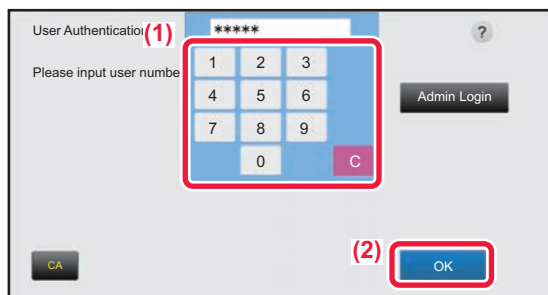 User Authentication
(1)
*****
?
Please input user numbe
1 2 3
4 5 6
7 8 9
0 C
Admin Login
(2)
CA
OK